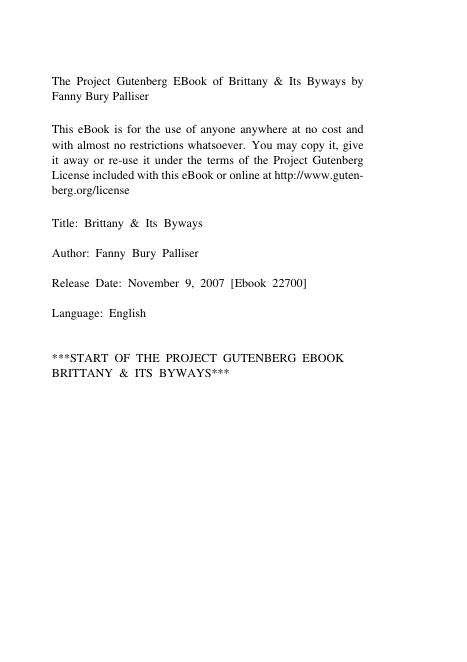 The Project Gutenberg EBook of Brittany & Its Byways by
Fanny Bury Palliser
This eBook is for the use of anyone anywhere at no cost and
with almost no restrictions whatsoever. You may copy it, give
it away or re-use it under the terms of the Project Gutenberg
License included with this eBook or online at http://www.guten-
berg.org/license
Title: Brittany & Its Byways
Author: Fanny Bury Palliser
Release Date: November 9, 2007 [Ebook 22700]
Language: English
***START OF THE PROJECT GUTENBERG EBOOK
BRITTANY & ITS BYWAYS***